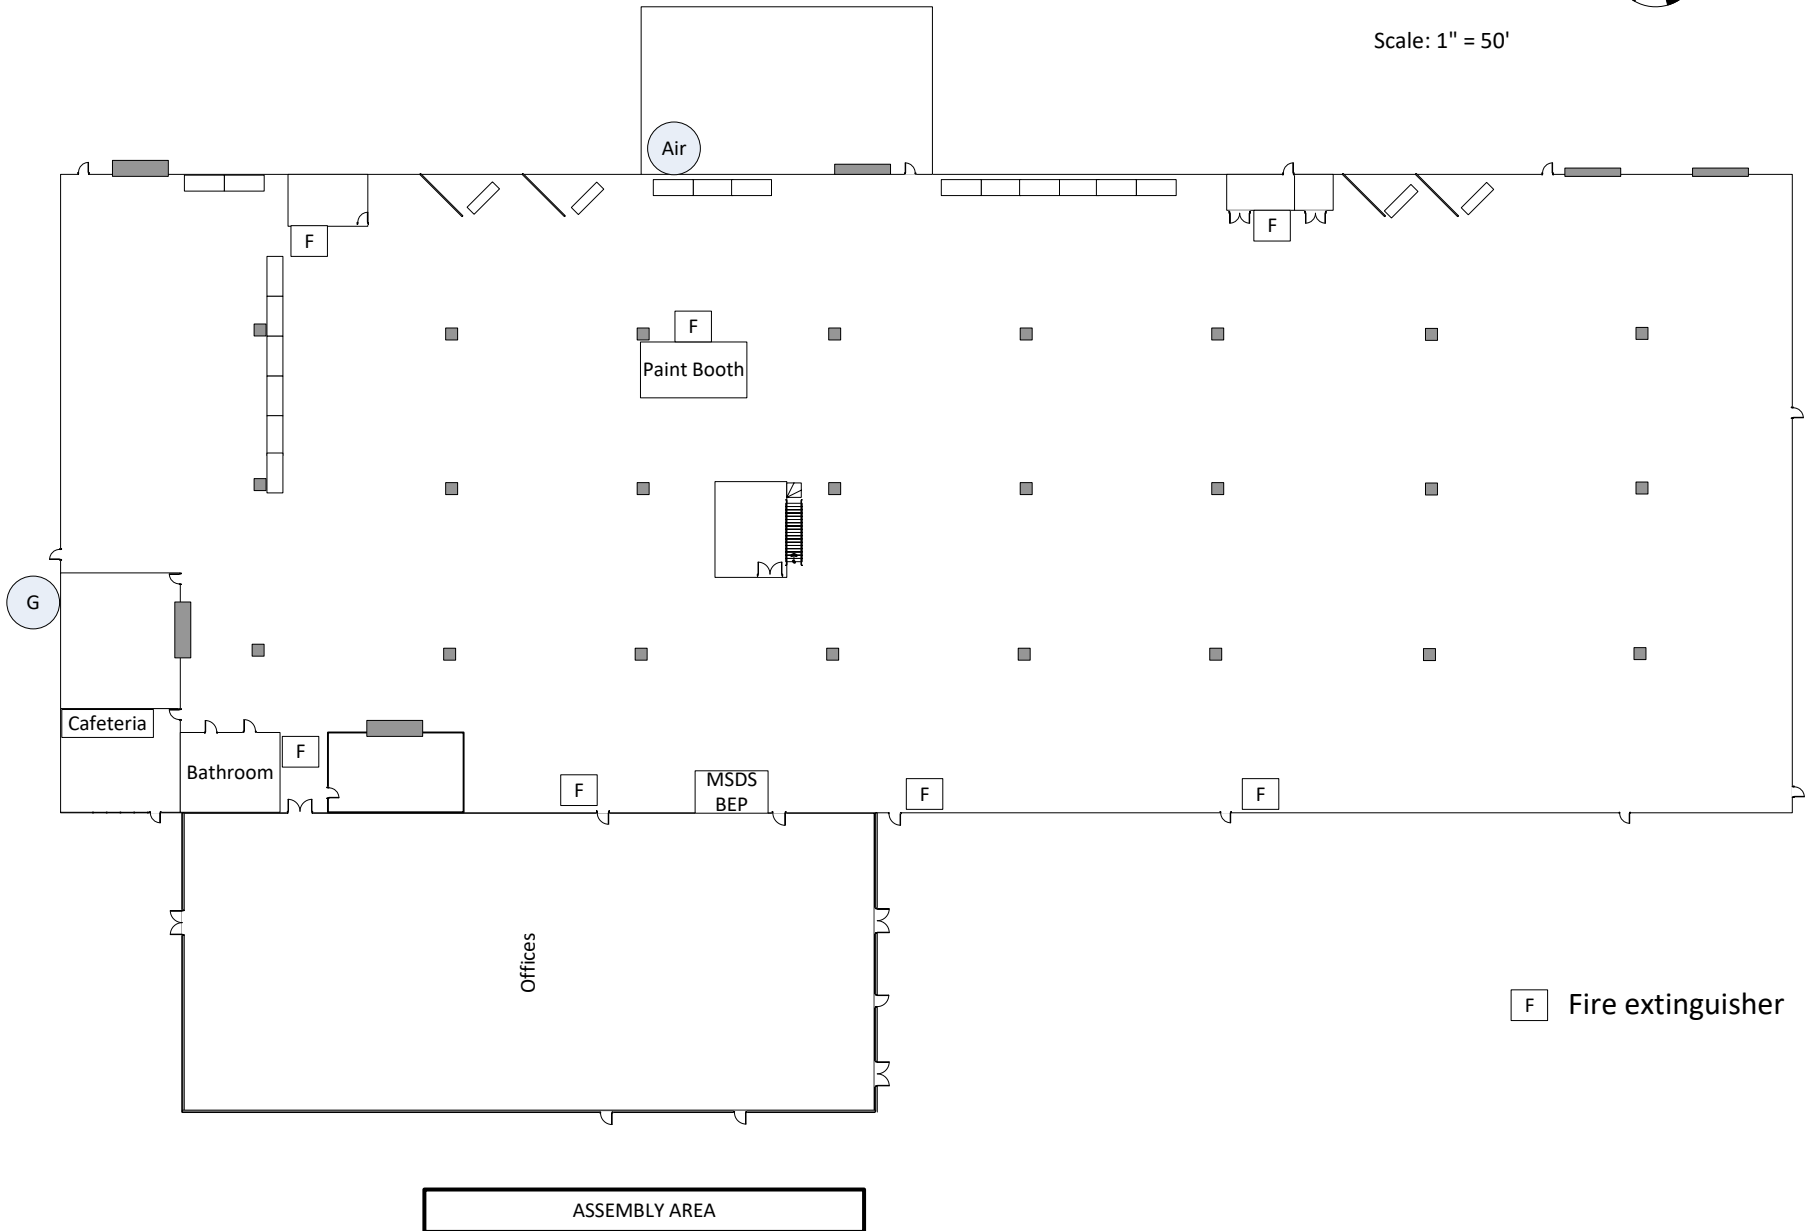 Scale: 1" = 50'
Air
F
F
F
Paint Booth
G
Cafeteria
Bathroom
F
F
MSDS
BEP
F
F
Offices
F
Fire extinguisher
ASSEMBLY AREA